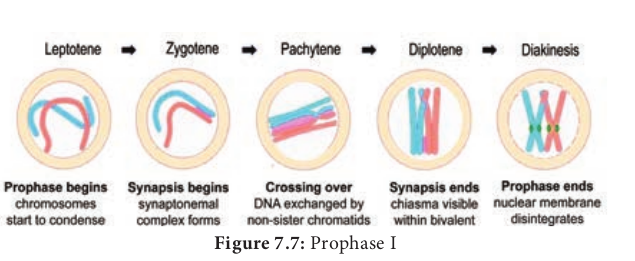 Leptotene ➡ Zygotene ➡ Pachytene ➡ Diplotene ➡ Diakinesis
Prophase begins
chromosomes
start to condense
Synapsis begins
synaptonemal
complex forms
Crossing over
DNA exchanged by
non-sister chromatids
Synapsis ends
chiasma visible
within bivalent
Prophase ends
nuclear membrane
disintegrates
Figure 7.7: Prophase I